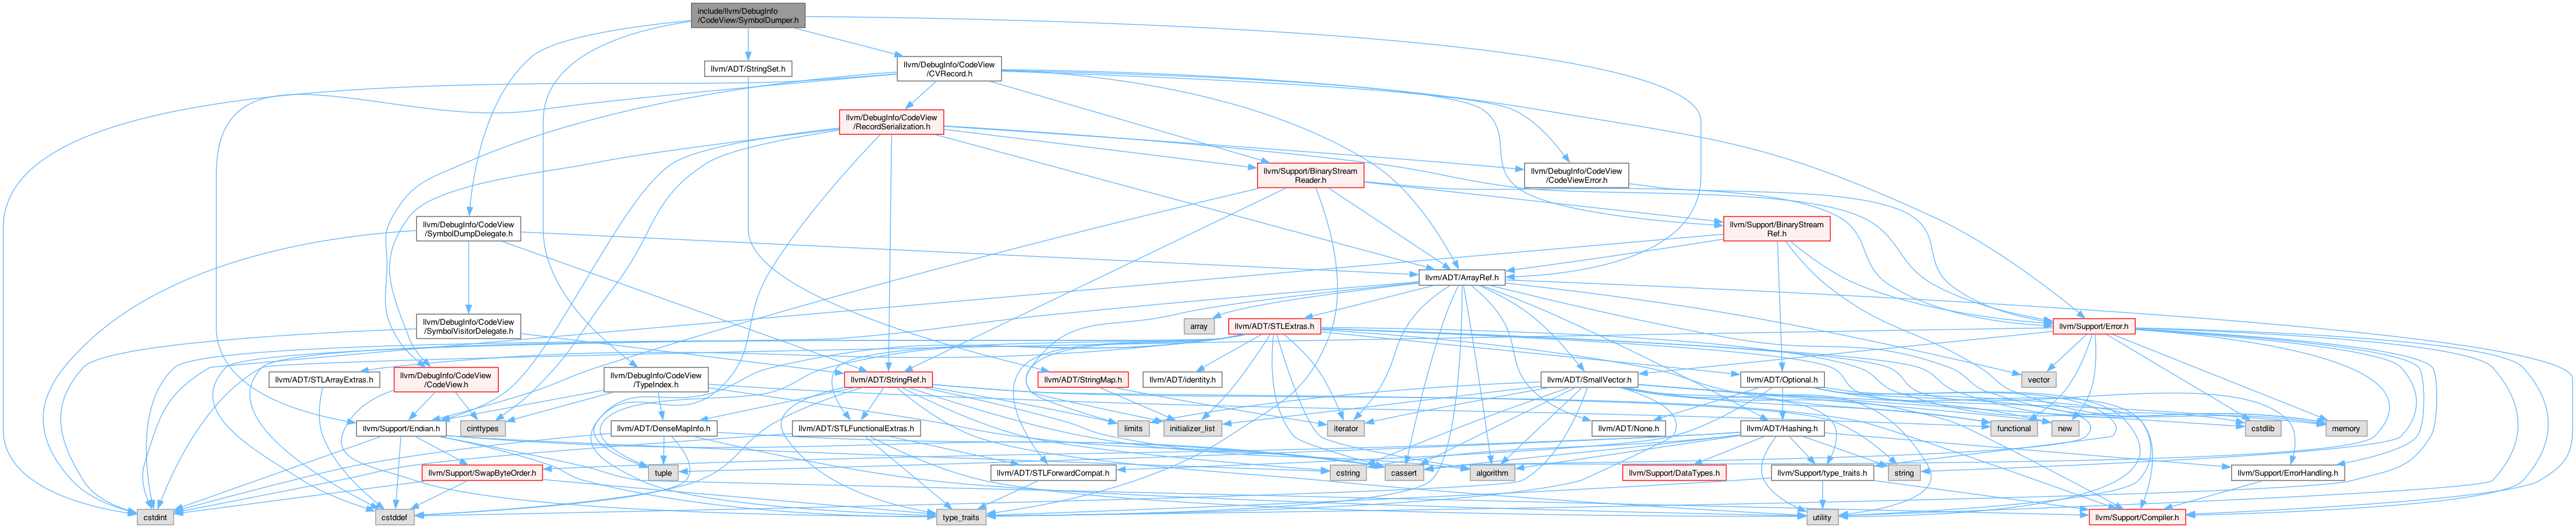 include/llvm/DebugInfo
/CodeView/SymbolDumper.h
llvm/ADT/StringSet.h
llvm/DebugInfo/CodeView
/CVRecord.h
llvm/DebugInfo/CodeView
/RecordSerialization.h
llvm/Support/BinaryStream
Reader.h
llvm/DebugInfo/CodeView
/CodeViewError.h
llvm/DebugInfo/CodeView
/SymbolDumpDelegate.h
llvm/Support/BinaryStream
Ref.h
llvm/ADT/ArrayRef.h
llvm/DebugInfo/CodeView
/SymbolVisitorDelegate.h
array
llvm/ADT/STLExtras.h
llvm/Support/Error.h
llvm/ADT/STLArrayExtras.h
llvm/DebugInfo/CodeView
/CodeView.h
llvm/DebugInfo/CodeView
/TypeIndex.h
llvm/ADT/StringRef.h
llvm/ADT/StringMap.h
llvm/ADT/identity.h
llvm/ADT/SmallVector.h
llvm/ADT/Optional.h
vector
llvm/Support/Endian.h
cinttypes
llvm/ADT/DenseMapInfo.h
llvm/ADT/STLFunctionalExtras.h
limits
initializer_list
iterator
llvm/ADT/None.h
llvm/ADT/Hashing.h
functional
new
cstdlib
memory
llvm/Support/SwapByteOrder.h
tuple
llvm/ADT/STLForwardCompat.h
cstring
cassert
algorithm
llvm/Support/DataTypes.h
llvm/Support/type_traits.h
string
llvm/Support/ErrorHandling.h
cstdint
cstddef
type_traits
utility
llvm/Support/Compiler.h